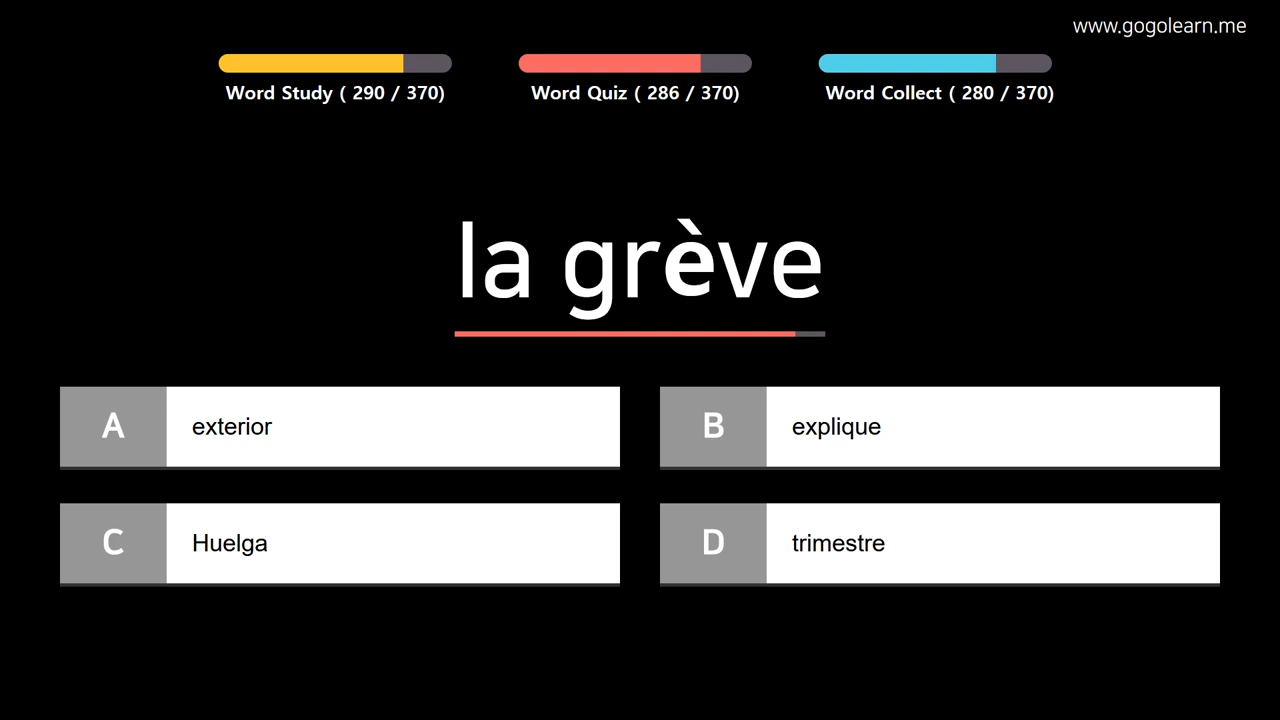 www.gogolearn.me
Word Study ( 290 / 370)
Word Quiz ( 286 / 370)
Word Collect ( 280 / 370)
la grève
A exterior
B explique
C Huelga
D trimestre